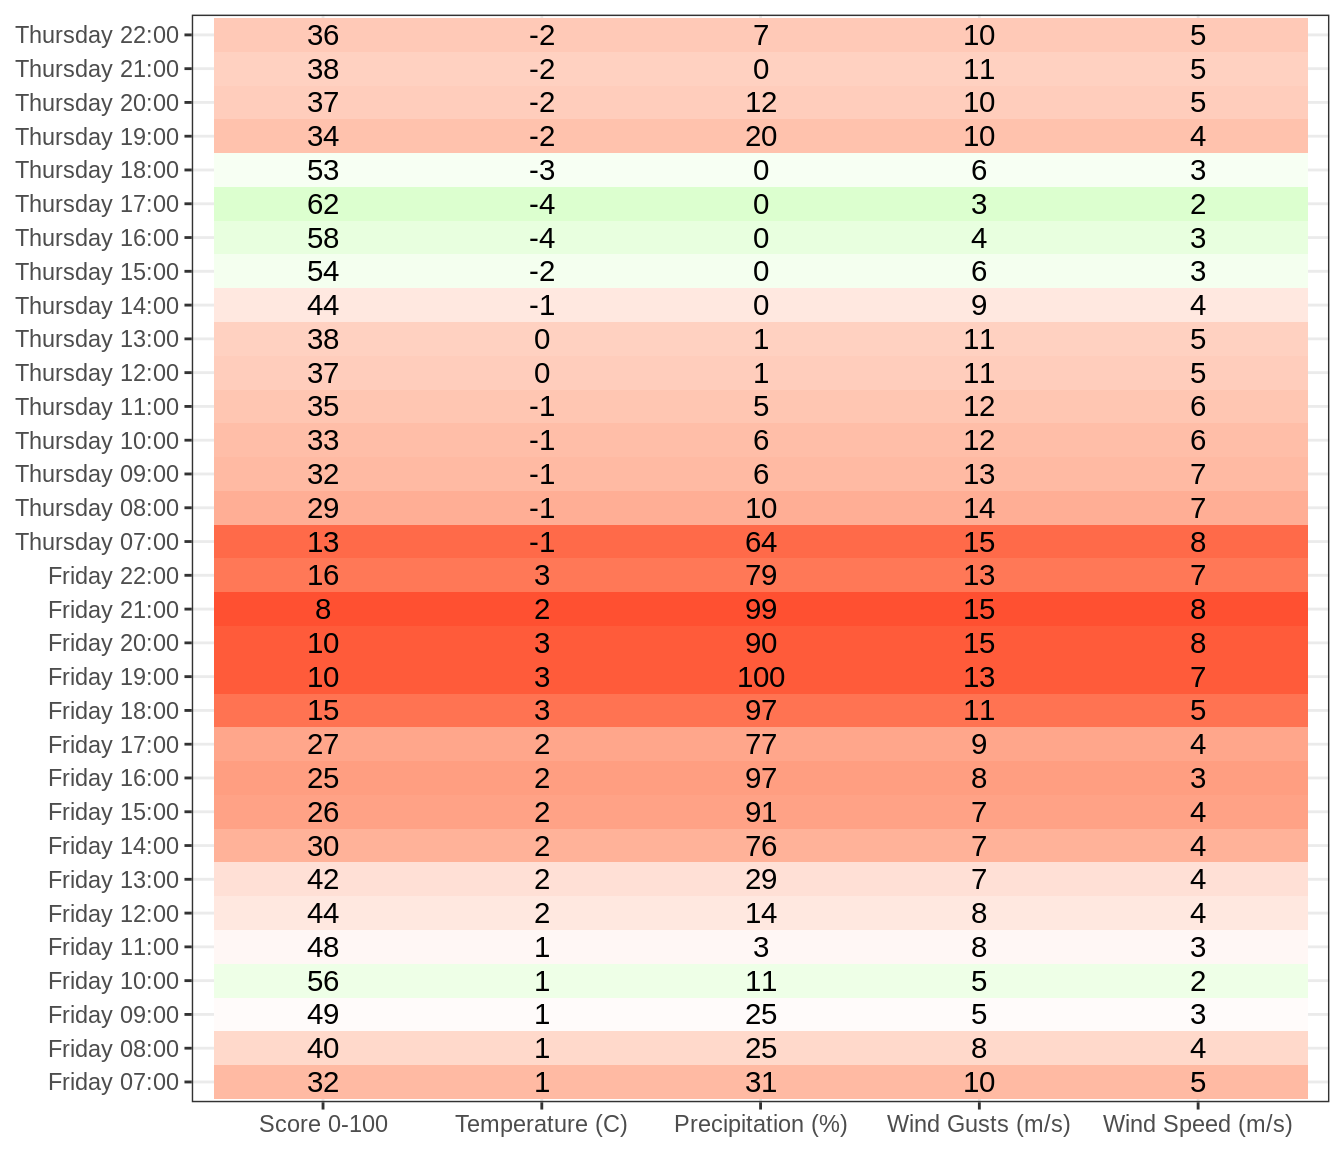 Thursday 22:00 36 -2 7 10 5
Thursday 21:00 38 -2 0 11 5
Thursday 20:00 37 -2 12 10 5
Thursday 19:00 34 -2 20 10 4
Thursday 18:00 53 -3 0 6 3
Thursday 17:00 62 -4 0 3 2
Thursday 16:00 58 -4 0 4 3
Thursday 15:00 54 -2 0 6 3
Thursday 14:00 44 -1 0 9 4
Thursday 13:00 38 0 1 11 5
Thursday 12:00 37 0 1 11 5
Thursday 11:00 35 -1 5 12 6
Thursday 10:00 33 -1 6 12 6
Thursday 09:00 32 -1 6 13 7
Thursday 08:00 29 -1 10 14 7
Thursday 07:00 13 -1 64 15 8
Friday 22:00 16 3 79 13 7
Friday 21:00 8 2 99 15 8
Friday 20:00 10 3 90 15 8
Friday 19:00 10 3 100 13 7
Friday 18:00 15 3 97 11 5
Friday 17:00 27 2 77 9 4
Friday 16:00 25 2 97 8 3
Friday 15:00 26 2 91 7 4
Friday 14:00 30 2 76 7 4
Friday 13:00 42 2 29 7 4
Friday 12:00 44 2 14 8 4
Friday 11:00 48 1 3 8 3
Friday 10:00 56 1 11 5 2
Friday 09:00 49 1 25 5 3
Friday 08:00 40 1 25 8 4
Friday 07:00 32 1 31 10 5
Score 0-100 Temperature (C) Precipitation (%) Wind Gusts (m/s) Wind Speed (m/s)